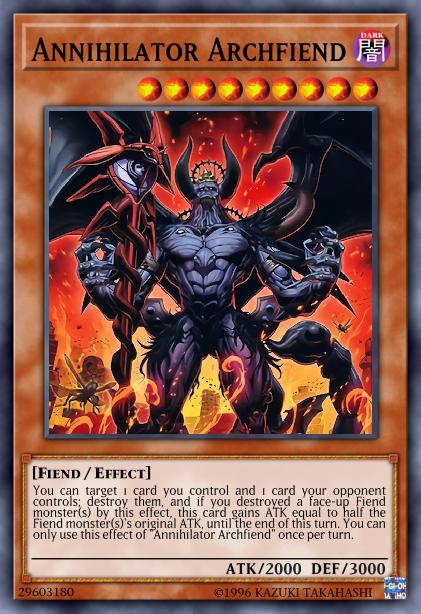 ANNIHILATOR ARCHFIEND
DARK
闇
[FIEND / EFFECT]
You can target 1 card you control and 1 card your opponent
controls; destroy them, and if you destroyed a face-up Fiend
monster(s) by this effect, this card gains ATK equal to half the
Fiend monster(s)'s original ATK, until the end of this turn. You can
only use this effect of "Annihilator Archfiend" once per turn.
ATK/2000 DEF/3000
29603180
©1996 KAZUKI TAKAHASHI